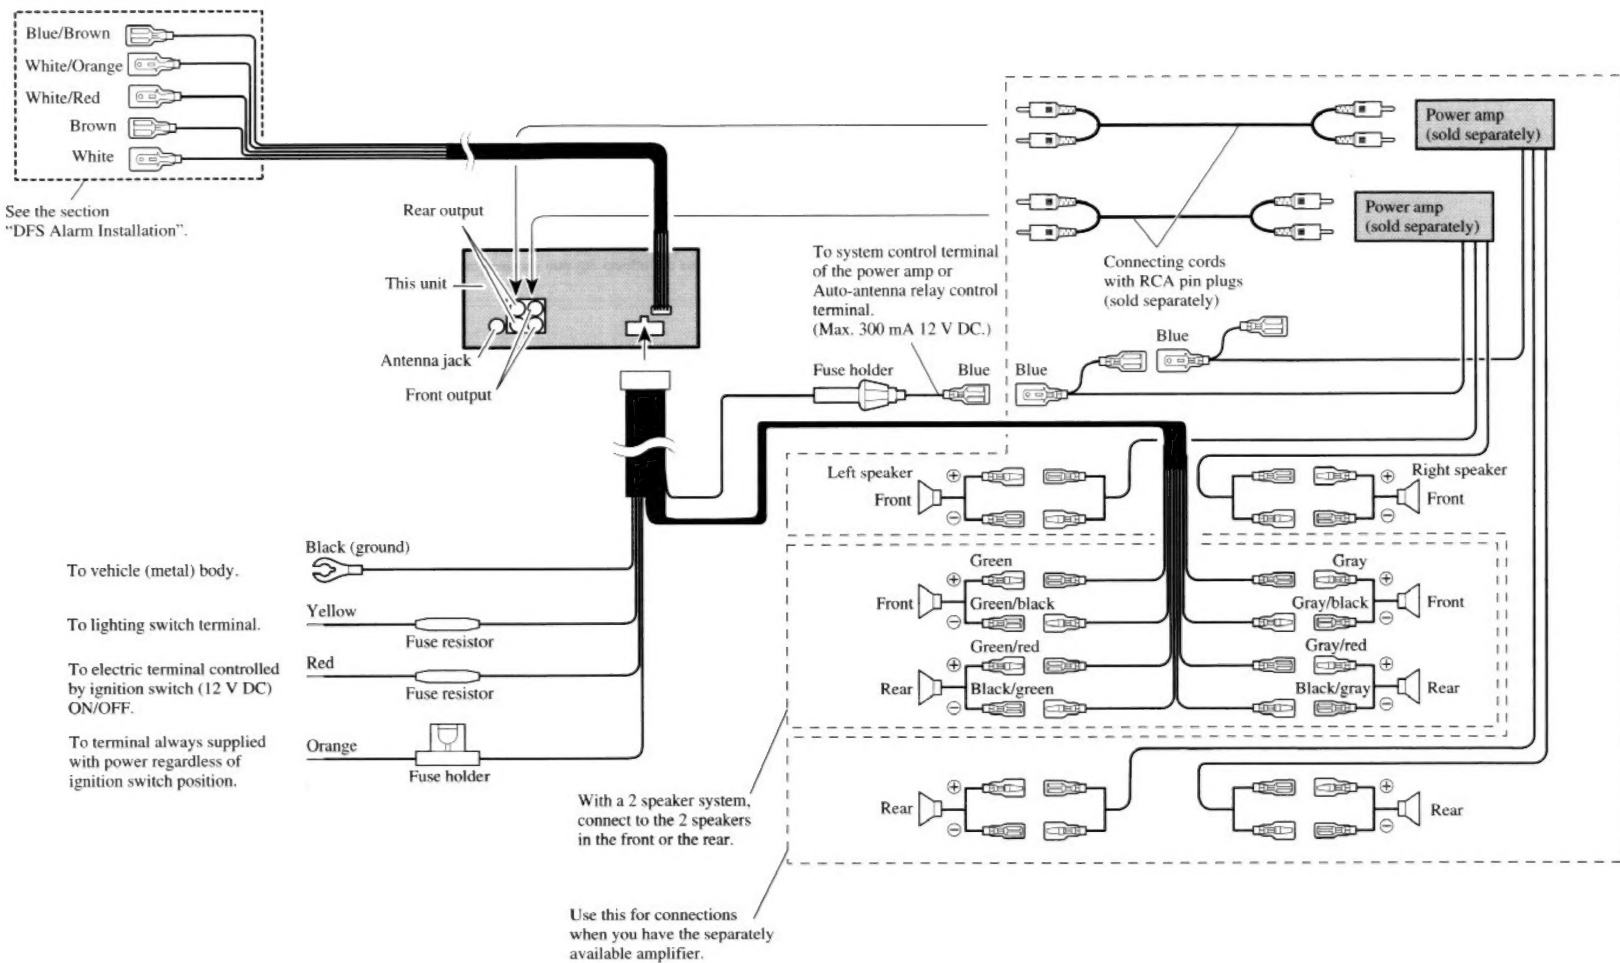 Blue/Brown
White/Orange
White/Red
Brown
White
See the section
"DFS Alarm Installation".
Rear output
This unit
Antenna jack
Front output
To system control terminal
of the power amp or
Auto-antenna relay control
terminal.
(Max. 300 mA 12 V DC.)
Fuse holder
Blue
Blue
Blue
Power amp
(sold separately)
Power amp
(sold separately)
Connecting cords
with RCA pin plugs
(sold separately)
Left speaker
Front
Right speaker
Front
Green
Front
Green/black
Green/red
Rear
Black/green
Gray
Gray/black
Front
Gray/red
Black/gray
Rear
Rear
Rear
Black (ground)
To vehicle (metal) body.
Yellow
To lighting switch terminal.
Fuse resistor
Red
To electric terminal controlled
by ignition switch (12 V DC)
ON/OFF.
Fuse resistor
To terminal always supplied
with power regardless of
ignition switch position.
Orange
Fuse holder
With a 2 speaker system,
connect to the 2 speakers
in the front or the rear.
Use this for connections
when you have the separately
available amplifier.